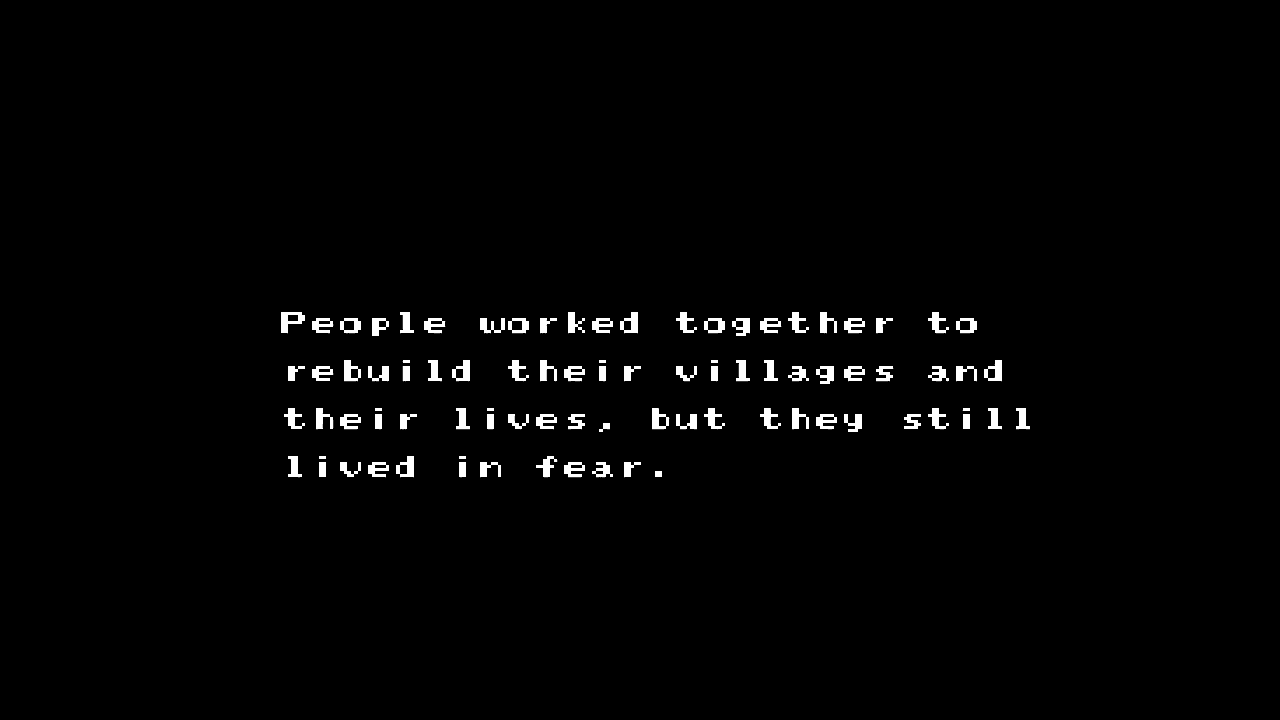 People worked together to
rebuild their villages and
their lives, but they still
lived in fear.